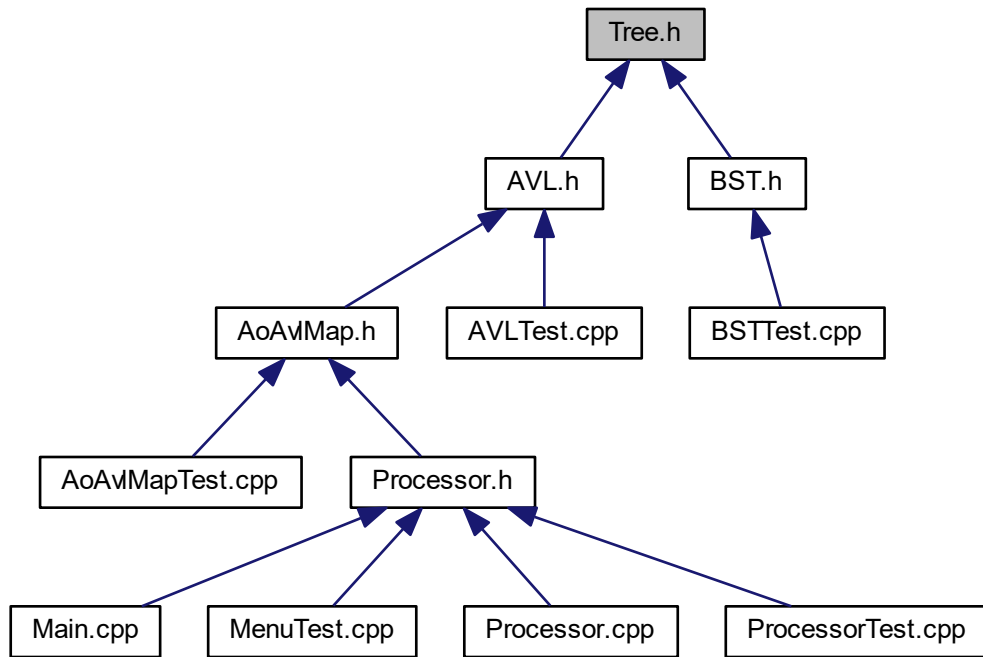 Tree.h
AVL.h
BST.h
AoAvlMap.h
AVLTest.cpp
BSTTest.cpp
AoAvlMapTest.cpp
Processor.h
Main.cpp
MenuTest.cpp
Processor.cpp
ProcessorTest.cpp